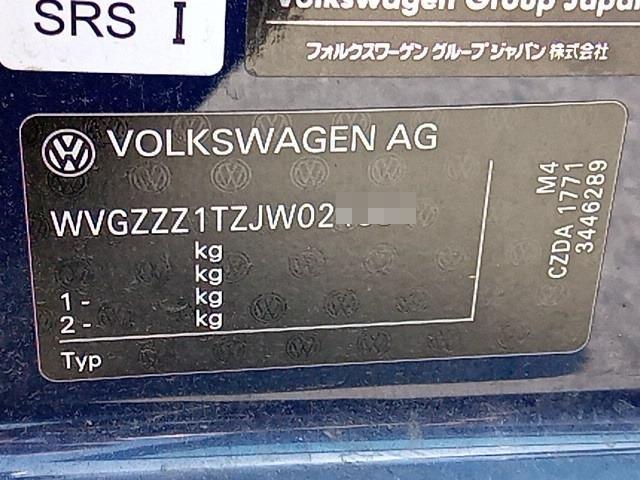 SRS I
Volkswagen Group Japan
フォルクスワーゲン グループ ジャパン 株式会社
VOLKSWAGEN AG
WVGZZZ1TZJW02
kg
kg
1 - kg
2 - kg
Typ
M4
CZDA 1771
3446289